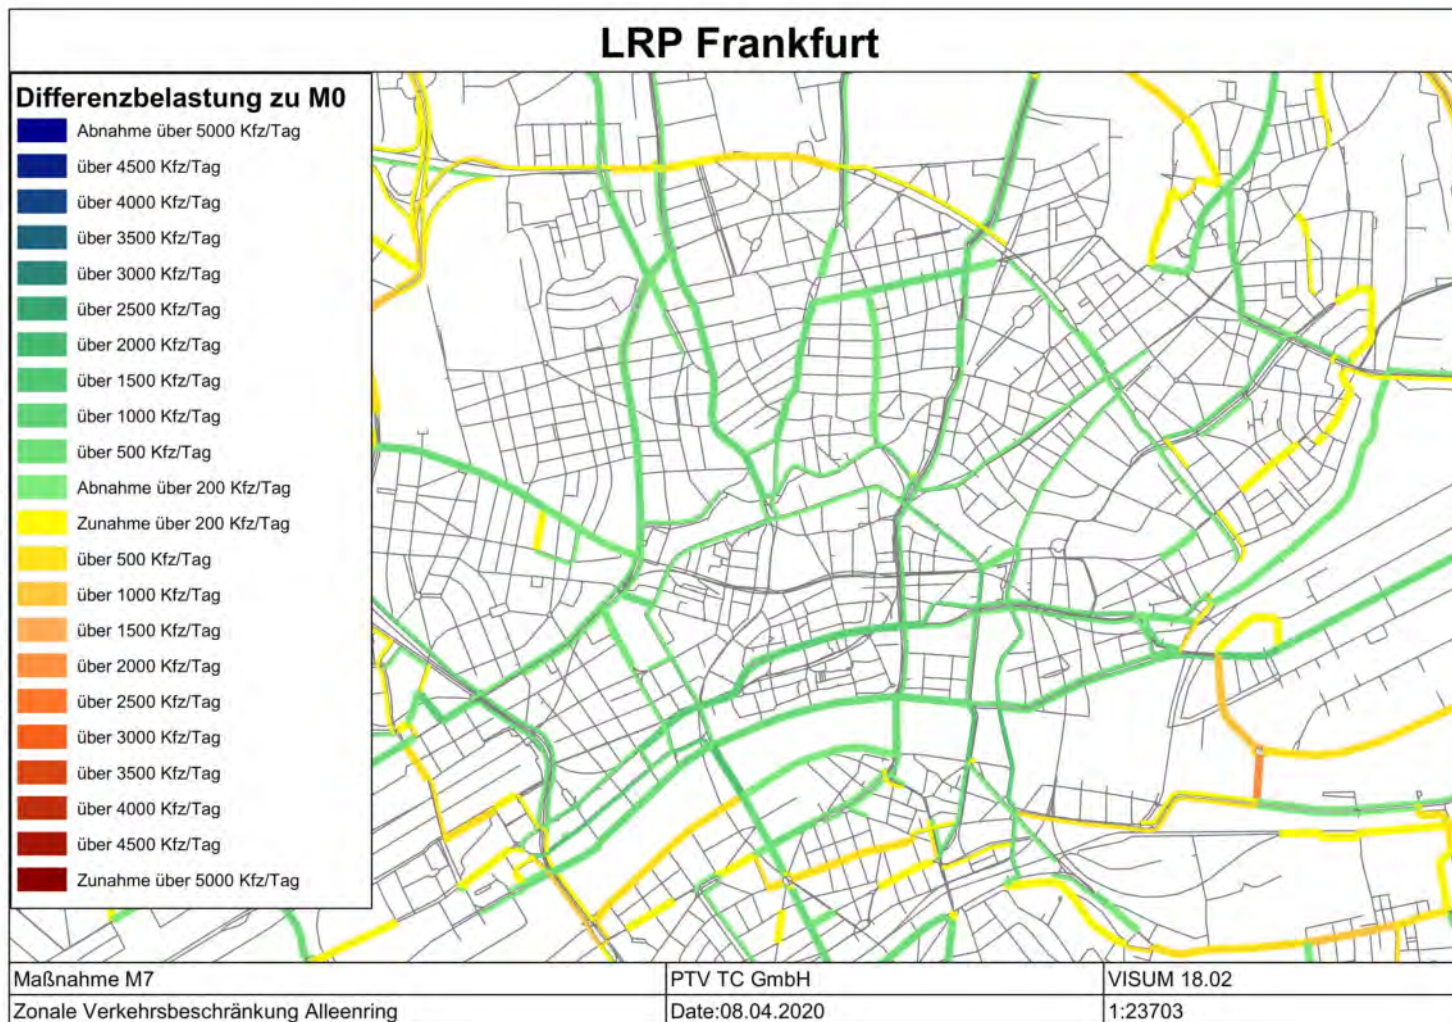 LRP Frankfurt
Differenzbelastung zu M0
Abnahme über 5000 Kfz/Tag
über 4500 Kfz/Tag
über 4000 Kfz/Tag
über 3500 Kfz/Tag
über 3000 Kfz/Tag
über 2500 Kfz/Tag
über 2000 Kfz/Tag
über 1500 Kfz/Tag
über 1000 Kfz/Tag
über 500 Kfz/Tag
Abnahme über 200 Kfz/Tag
Zunahme über 200 Kfz/Tag
über 500 Kfz/Tag
über 1000 Kfz/Tag
über 1500 Kfz/Tag
über 2000 Kfz/Tag
über 2500 Kfz/Tag
über 3000 Kfz/Tag
über 3500 Kfz/Tag
über 4000 Kfz/Tag
über 4500 Kfz/Tag
Zunahme über 5000 Kfz/Tag
Maßnahme M7
PTV TC GmbH
VISUM 18.02
Zonale Verkehrsbeschränkung Alleenring
Date:08.04.2020
1:23703